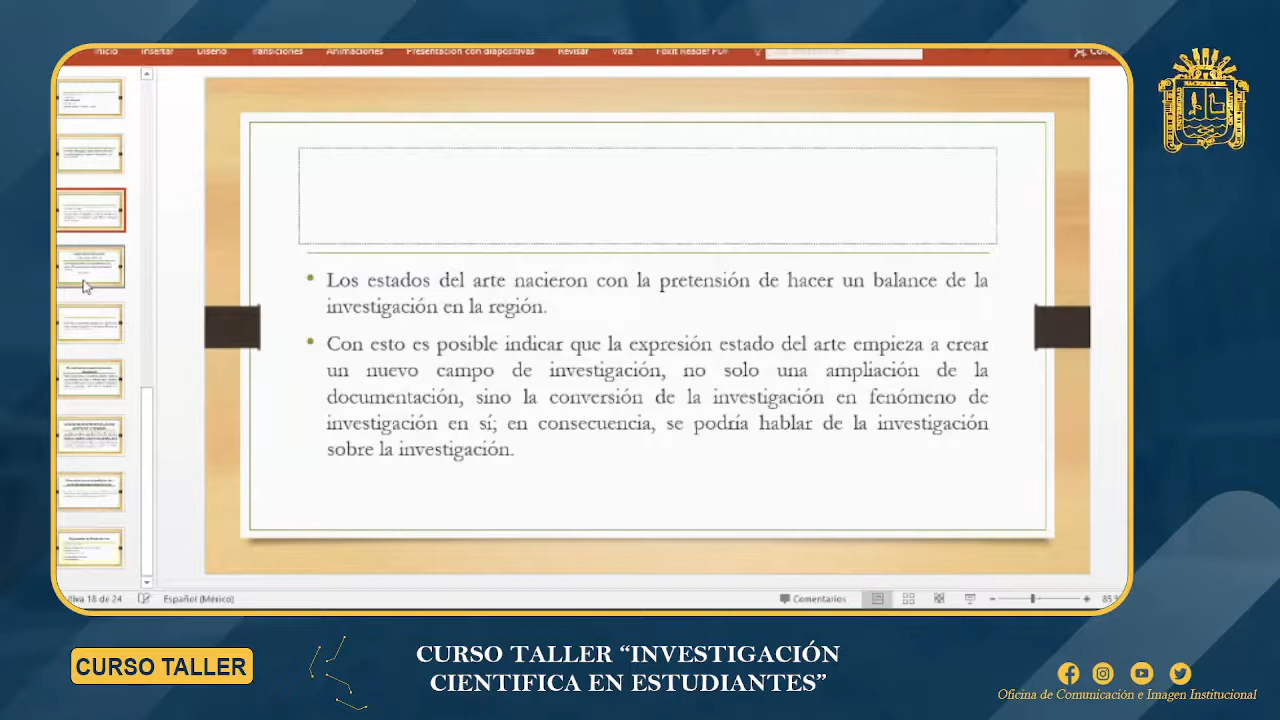 Inicio Insertar Diseño Transiciones Animaciones Presentación con diapositivas Revisar Vista Foxit Reader PDF
Los estados del arte nacieron con la pretensión de hacer un balance de la
investigación en la región.
Con esto es posible indicar que la expresión estado del arte empieza a crear
un nuevo campo de investigación, no solo una ampliación de la
documentación, sino la conversión de la investigación en fenómeno de
investigación en sí; en consecuencia, se podría hablar de la investigación
sobre la investigación.
18 de 24 Español (México) Comentarios
CURSO TALLER
CURSO TALLER “INVESTIGACIÓN
CIENTIFICA EN ESTUDIANTES”
Oficina de Comunicación e Imagen Institucional